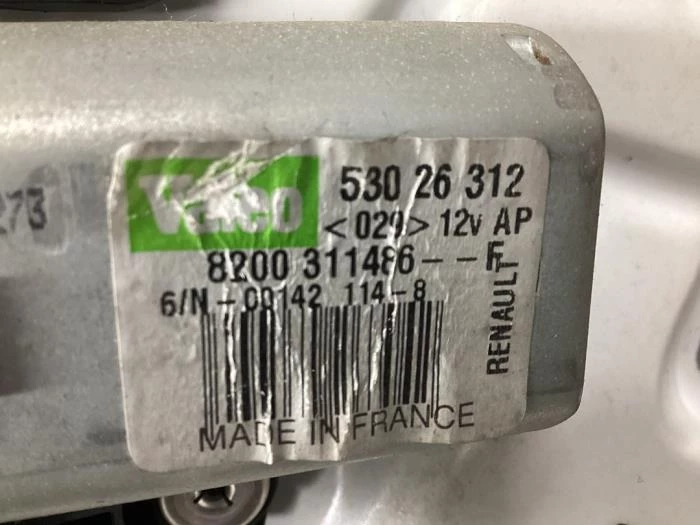 Valeo
530 26 312
<029> 12v AP
8200 311486--F
6/N-00142 114-8
RENAULT
MADE IN FRANCE
273